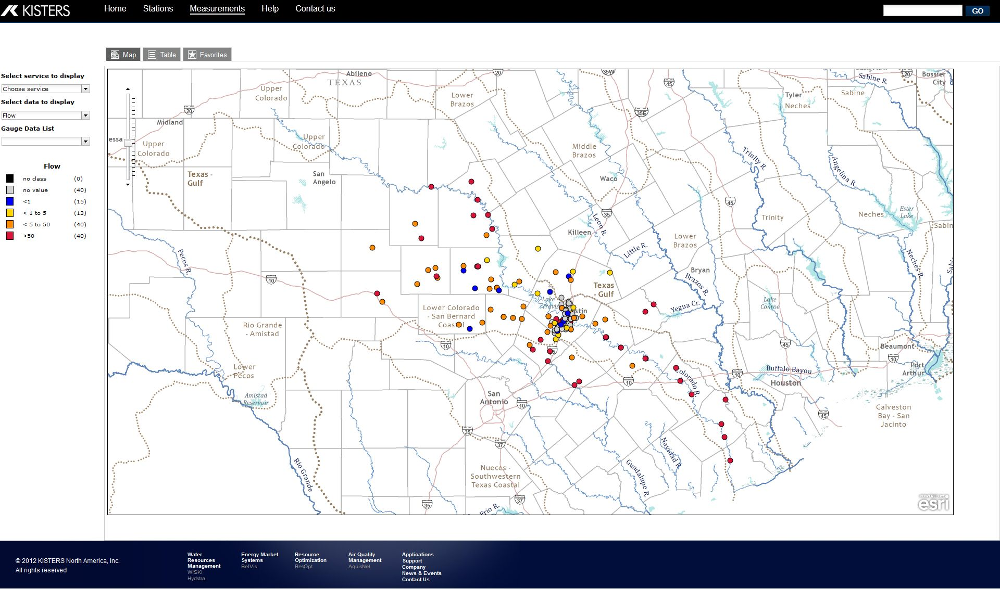 KISTERS
Home Stations Measurements Help Contact us
GO
Map Table Favorites
Select service to display
Choose service
Select data to display
Flow
Gauge Data List
Flow
no class (0)
no value (40)
<1 (15)
< 1 to 5 (13)
< 5 to 50 (40)
>50 (40)
Abilene
TEXAS
Upper
Colorado
Lower
Brazos
20
20
35W
45
20
Bossier
City
Sabine R.
Sabine
Tyler
Neches
35E
Midland
essa
Upper
Colorado
Upper
Colorado
Middle
Brazos
Trinity R.
Angelina R.
Texas -
Gulf
San
Angelo
Waco
45
35
Leon R.
Killeen
Trinity
Neches
Ester
Lake
Sabin
Lower
Brazos
Little R.
Pecos R.
10
Bryan
Brazos R.
Neches R.
Texas
- Gulf
Lake
Travis
stin
Yegua Cr.
Lake
Conroe
Lower Colorado
- San Bernard
Coastal
Rio Grande
- Amistad
10
45
Beaumont
10
Port
Arthur
Lower
Pecos
Buffalo Bayou
Houston
10
10
Colorado R.
Amistad
Reservoir
San
Antonio
10
Galveston
Bay - San
Jacinto
45
35
37
Navidad R.
Guadalupe R.
Rio Grande
Nueces -
Southwestern
Texas Coastal
35
37
Frio R.
POWERED BY
esri
© 2012 KISTERS North America, Inc.
All rights reserved
Water
Resources
Management
WISKI
Hydstra
Energy Market
Systems
BelVis
Resource
Optimization
ResOpt
Air Quality
Management
AquisNet
Applications
Support
Company
News & Events
Contact Us